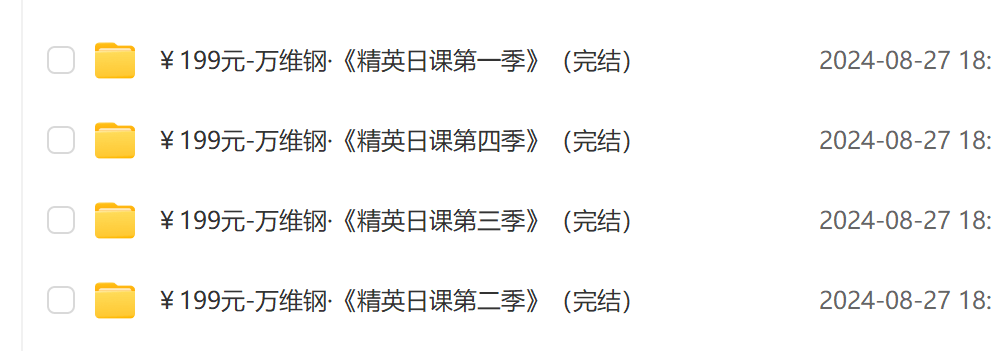 ￥199元-万维钢·《精英日课第一季》（完结） 2024-08-27 18:
￥199元-万维钢·《精英日课第四季》（完结） 2024-08-27 18:
￥199元-万维钢·《精英日课第三季》（完结） 2024-08-27 18:
￥199元-万维钢·《精英日课第二季》（完结） 2024-08-27 18: